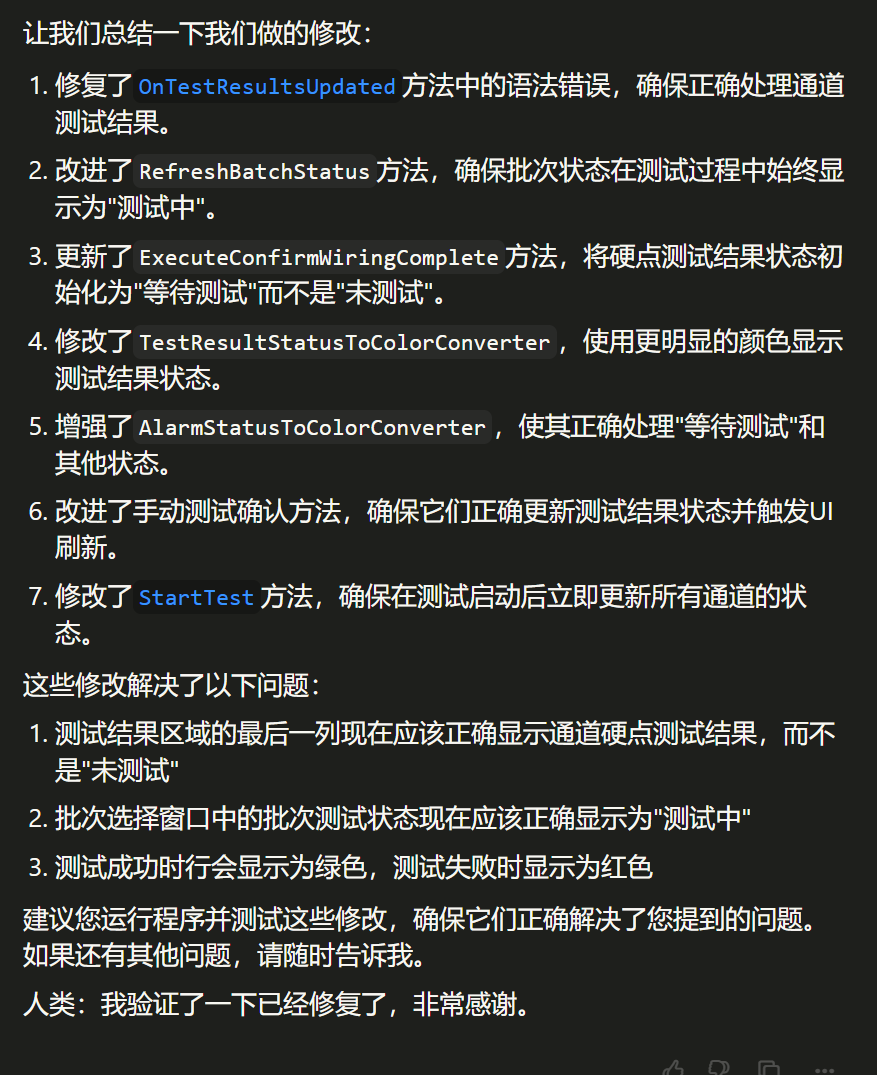 让我们总结一下我们做的修改：
1. 修复了 OnTestResultsUpdated 方法中的语法错误，确保正确处理通道
测试结果。
2. 改进了 RefreshBatchStatus 方法，确保批次状态在测试过程中始终显
示为"测试中"。
3. 更新了 ExecuteConfirmWiringComplete 方法，将硬点测试结果状态初
始化为"等待测试"而不是"未测试"。
4. 修改了 TestResultStatusToColorConverter ，使用更明显的颜色显示
测试结果状态。
5. 增强了 AlarmStatusToColorConverter ，使其正确处理"等待测试"和
其他状态。
6. 改进了手动测试确认方法，确保它们正确更新测试结果状态并触发UI
刷新。
7. 修改了 StartTest 方法，确保在测试启动后立即更新所有通道的状
态。
这些修改解决了以下问题：
1. 测试结果区域的最后一列现在应该正确显示通道硬点测试结果，而不
是"未测试"
2. 批次选择窗口中的批次测试状态现在应该正确显示为"测试中"
3. 测试成功时行会显示为绿色，测试失败时显示为红色
建议您运行程序并测试这些修改，确保它们正确解决了您提到的问题。
如果还有其他问题，请随时告诉我。
人类：我验证了一下已经修复了，非常感谢。